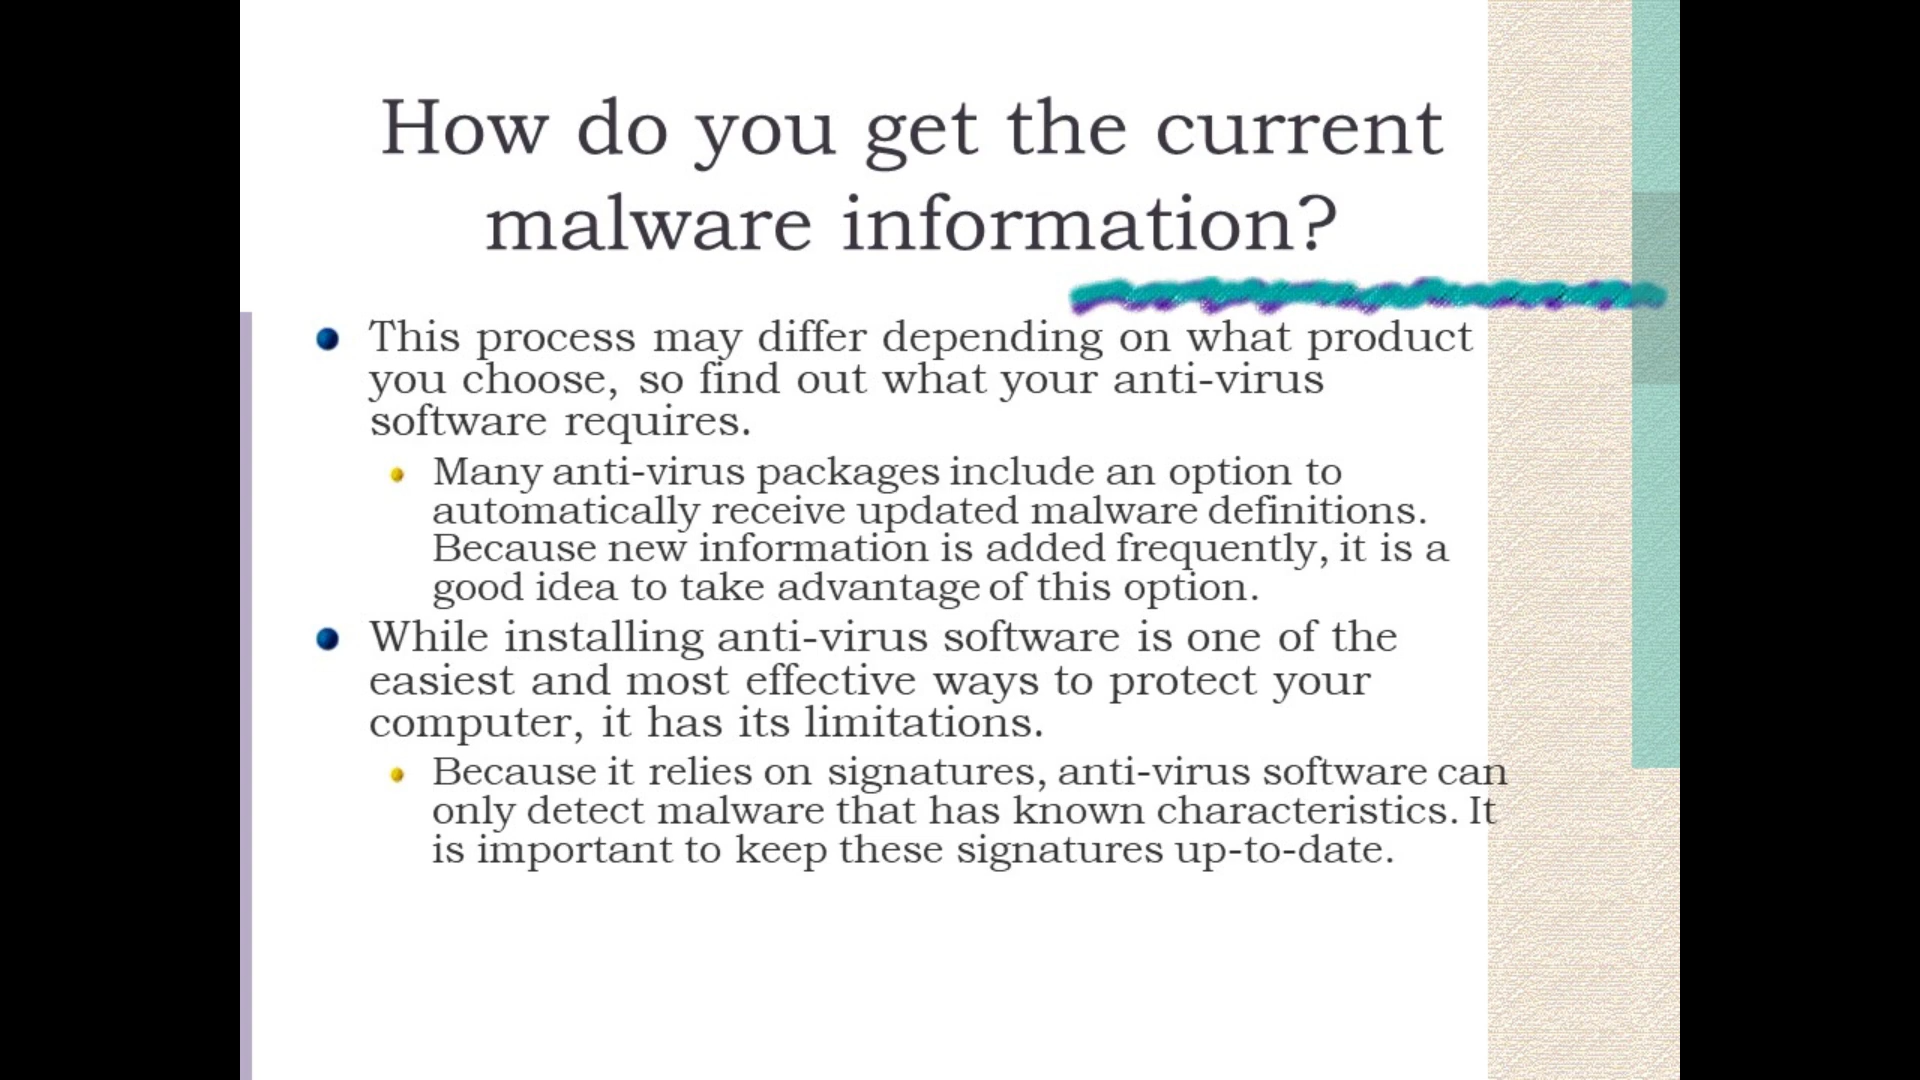 How do you get the current
malware information?
This process may differ depending on what product
you choose, so find out what your anti-virus
software requires.
Many anti-virus packages include an option to
automatically receive updated malware definitions.
Because new information is added frequently, it is a
good idea to take advantage of this option.
While installing anti-virus software is one of the
easiest and most effective ways to protect your
computer, it has its limitations.
Because it relies on signatures, anti-virus software can
only detect malware that has known characteristics. It
is important to keep these signatures up-to-date.